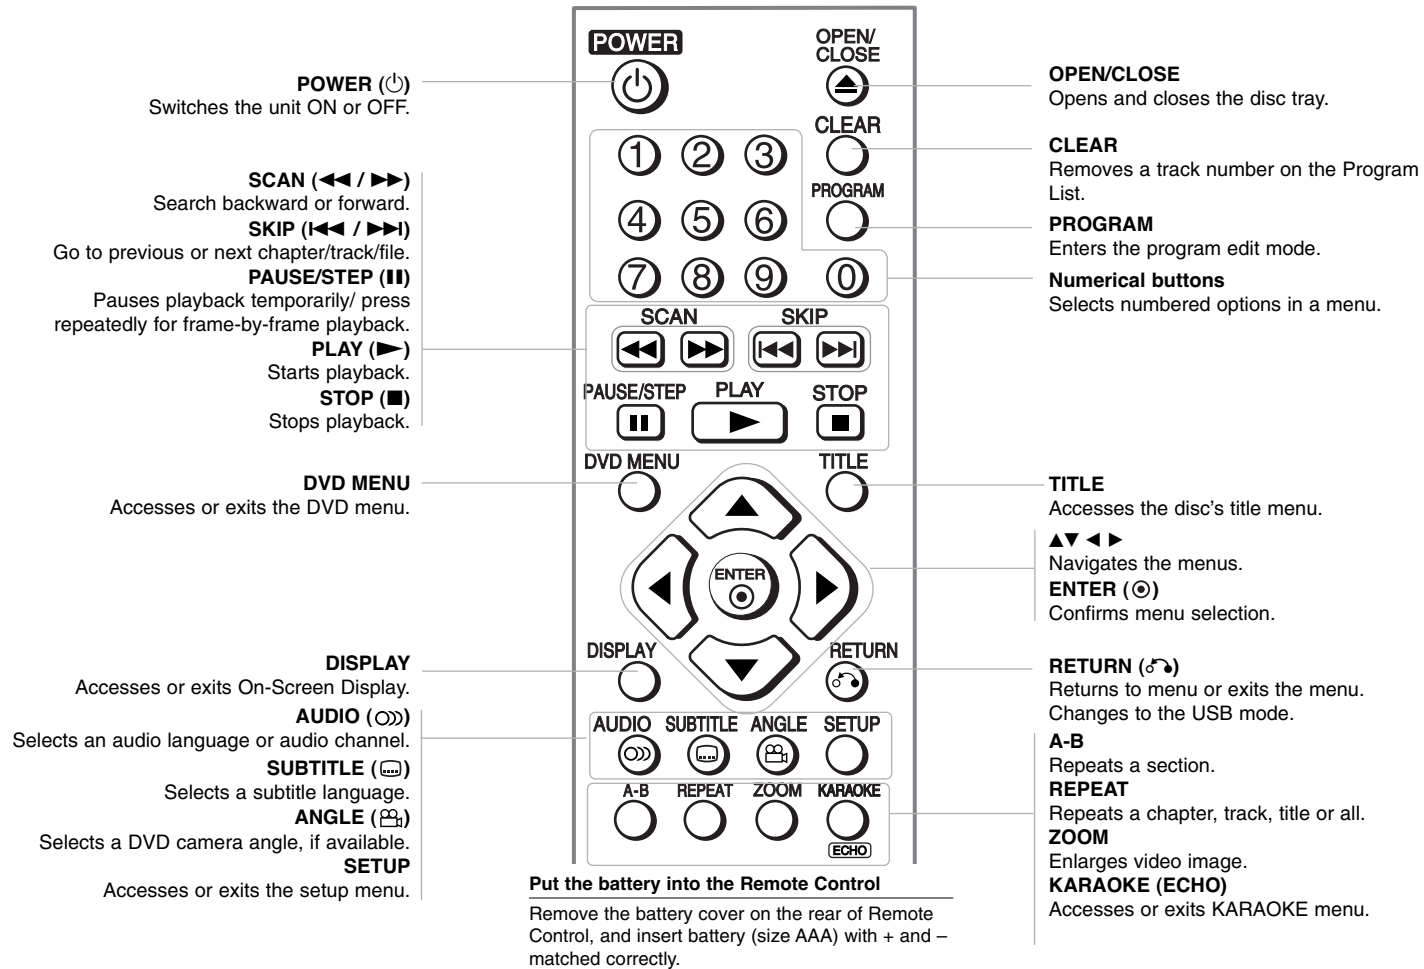 POWER (⏻)
Switches the unit ON or OFF.
SCAN (◀◀ / ▶▶)
Search backward or forward.
SKIP (I◀◀ / ▶▶I)
Go to previous or next chapter/track/file.
PAUSE/STEP (II)
Pauses playback temporarily/ press
repeatedly for frame-by-frame playback.
PLAY (▶)
Starts playback.
STOP (■)
Stops playback.
DVD MENU
Accesses or exits the DVD menu.
DISPLAY
Accesses or exits On-Screen Display.
AUDIO ( )
Selects an audio language or audio channel.
SUBTITLE ( )
Selects a subtitle language.
ANGLE ( )
Selects a DVD camera angle, if available.
SETUP
Accesses or exits the setup menu.
POWER
OPEN/
CLOSE
CLEAR
1 2 3
PROGRAM
4 5 6
7 8 9 0
SCAN SKIP
PAUSE/STEP PLAY STOP
DVD MENU TITLE
ENTER
DISPLAY RETURN
AUDIO SUBTITLE ANGLE SETUP
A-B REPEAT ZOOM KARAOKE
ECHO
Put the battery into the Remote Control
Remove the battery cover on the rear of Remote
Control, and insert battery (size AAA) with + and –
matched correctly.
OPEN/CLOSE
Opens and closes the disc tray.
CLEAR
Removes a track number on the Program
List.
PROGRAM
Enters the program edit mode.
Numerical buttons
Selects numbered options in a menu.
TITLE
Accesses the disc's title menu.
▲▼ ◀ ▶
Navigates the menus.
ENTER (◉)
Confirms menu selection.
RETURN ( )
Returns to menu or exits the menu.
Changes to the USB mode.
A-B
Repeats a section.
REPEAT
Repeats a chapter, track, title or all.
ZOOM
Enlarges video image.
KARAOKE (ECHO)
Accesses or exits KARAOKE menu.